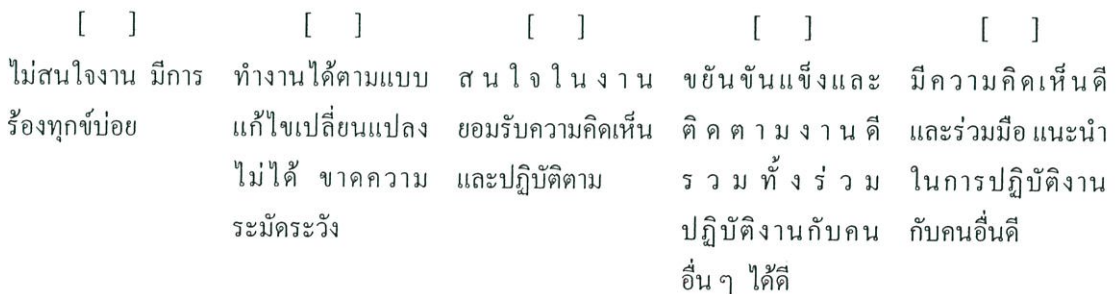 [ ] [ ] [ ] [ ] [ ]
ไม่สนใจงาน มีการ
ร้องทุกข์บ่อย
ทำงานได้ตามแบบ
แก้ไขเปลี่ยนแปลง
ไม่ได้ ขาดความ
ระมัดระวัง
สนใจในงาน
ยอมรับความคิดเห็น
และปฏิบัติตาม
ขยันขันแข็งและ
ติดตามงานดี
รวมทั้งร่วม
ปฏิบัติงานกับคน
อื่น ๆ ได้ดี
มีความคิดเห็นดี
และร่วมมือ แนะนำ
ในการปฏิบัติงาน
กับคนอื่นดี